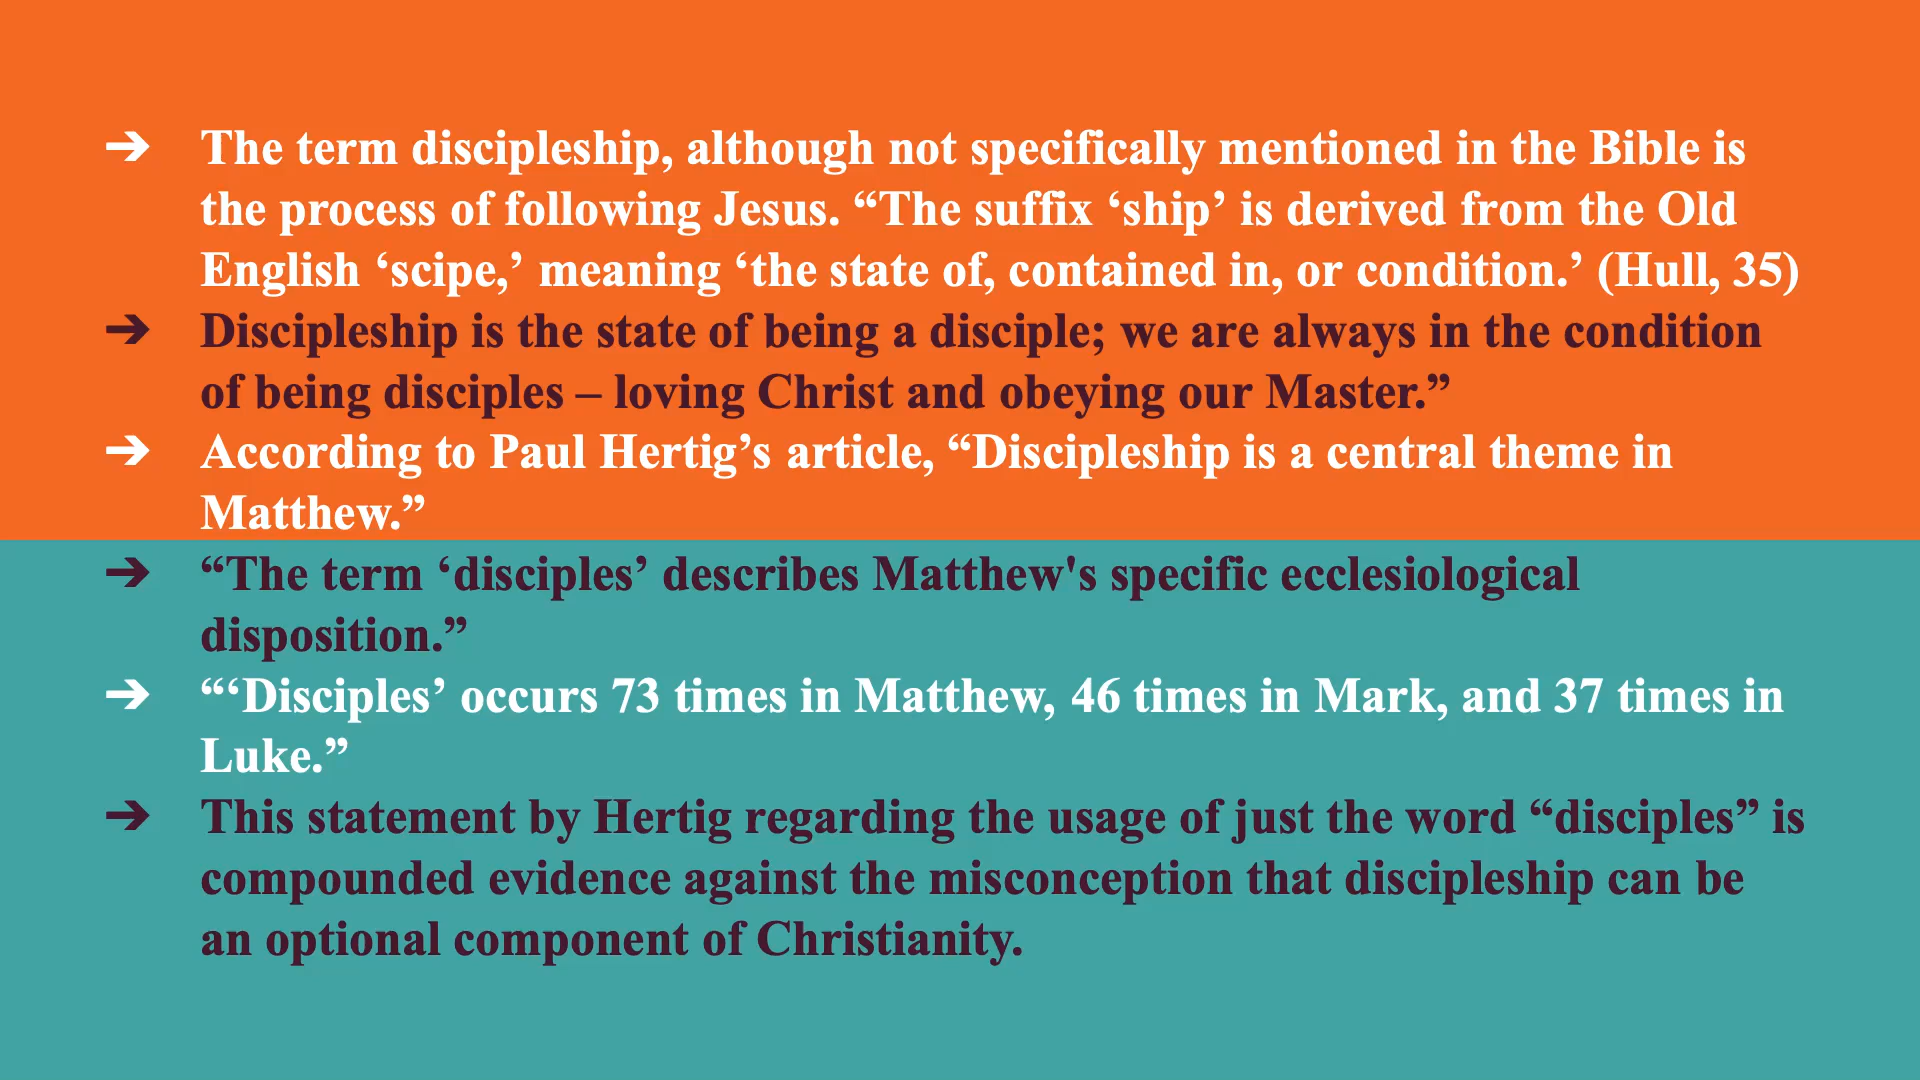 ➔ The term discipleship, although not specifically mentioned in the Bible is
the process of following Jesus. “The suffix ‘ship’ is derived from the Old
English ‘scipe,’ meaning ‘the state of, contained in, or condition.’ (Hull, 35)
➔ Discipleship is the state of being a disciple; we are always in the condition
of being disciples – loving Christ and obeying our Master.”
➔ According to Paul Hertig’s article, “Discipleship is a central theme in
Matthew.”
➔ “The term ‘disciples’ describes Matthew's specific ecclesiological
disposition.”
➔ “‘Disciples’ occurs 73 times in Matthew, 46 times in Mark, and 37 times in
Luke.”
➔ This statement by Hertig regarding the usage of just the word “disciples” is
compounded evidence against the misconception that discipleship can be
an optional component of Christianity.